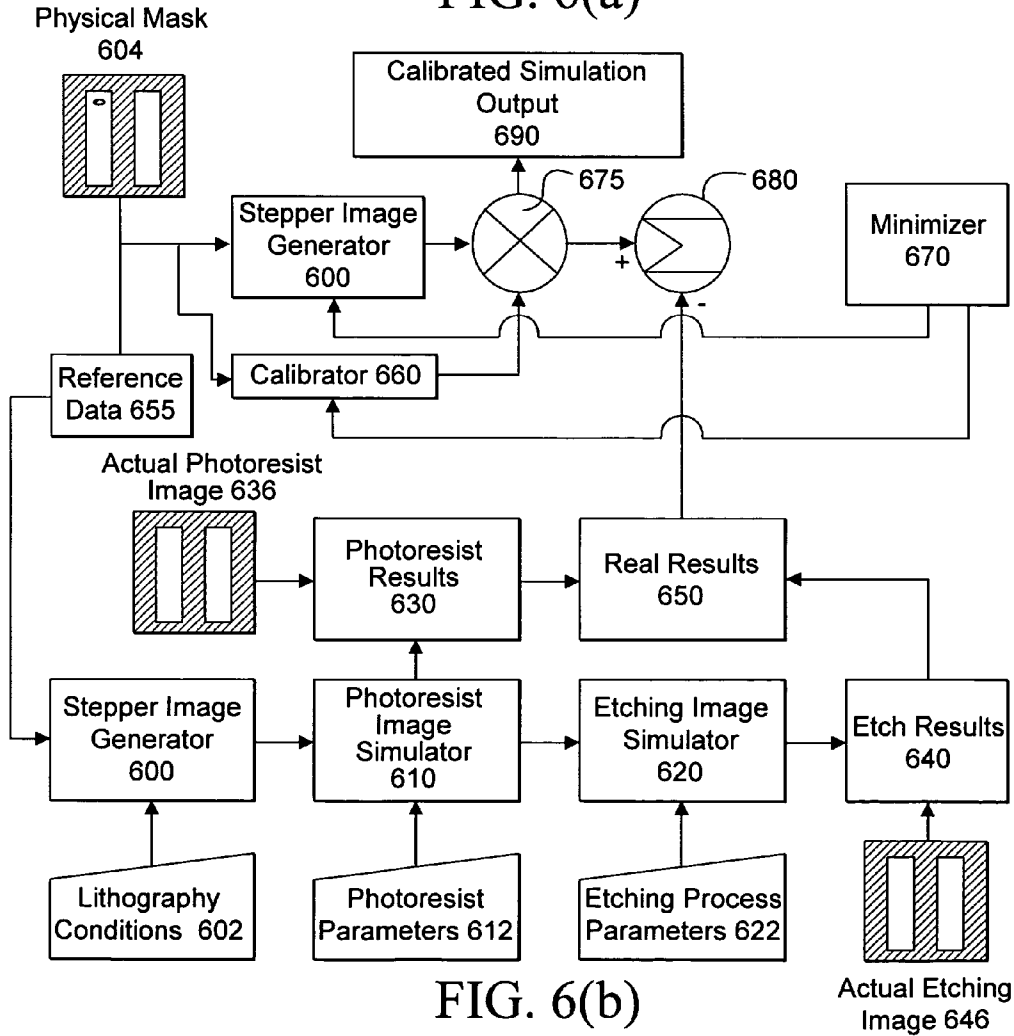 FIG. 6(a)
Physical Mask
604
Calibrated Simulation
Output
690
675
680
Stepper Image
Generator
600
Minimizer
670
+
-
Reference
Data 655
Calibrator 660
Actual Photoresist
Image 636
Photoresist
Results
630
Real Results
650
Stepper Image
Generator
600
Photoresist
Image
Simulator
610
Etching Image
Simulator
620
Etch Results
640
Lithography
Conditions 602
Photoresist
Parameters 612
Etching Process
Parameters 622
Actual Etching
Image 646
FIG. 6(b)